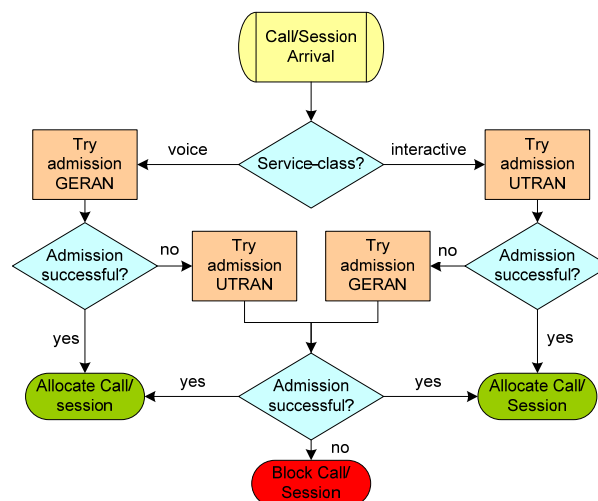 Call/Session
Arrival
voice
Service-class?
interactive
Try
admission
GERAN
Try
admission
UTRAN
Admission
successful?
no
Try
admission
UTRAN
Try
admission
GERAN
no
Admission
successful?
yes
yes
Allocate Call/
session
yes
Admission
successful?
yes
Allocate Call/
Session
no
Block Call/
Session